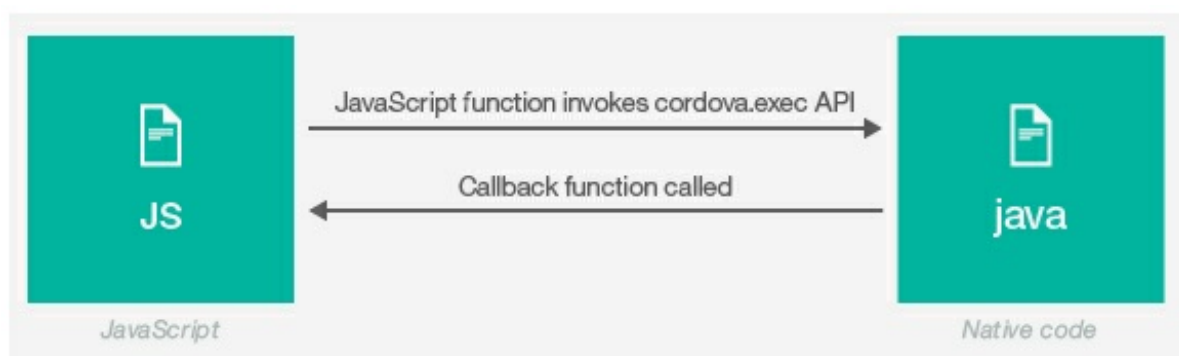 JavaScript function invokes cordova.exec API
Callback function called
JS
java
JavaScript
Native code